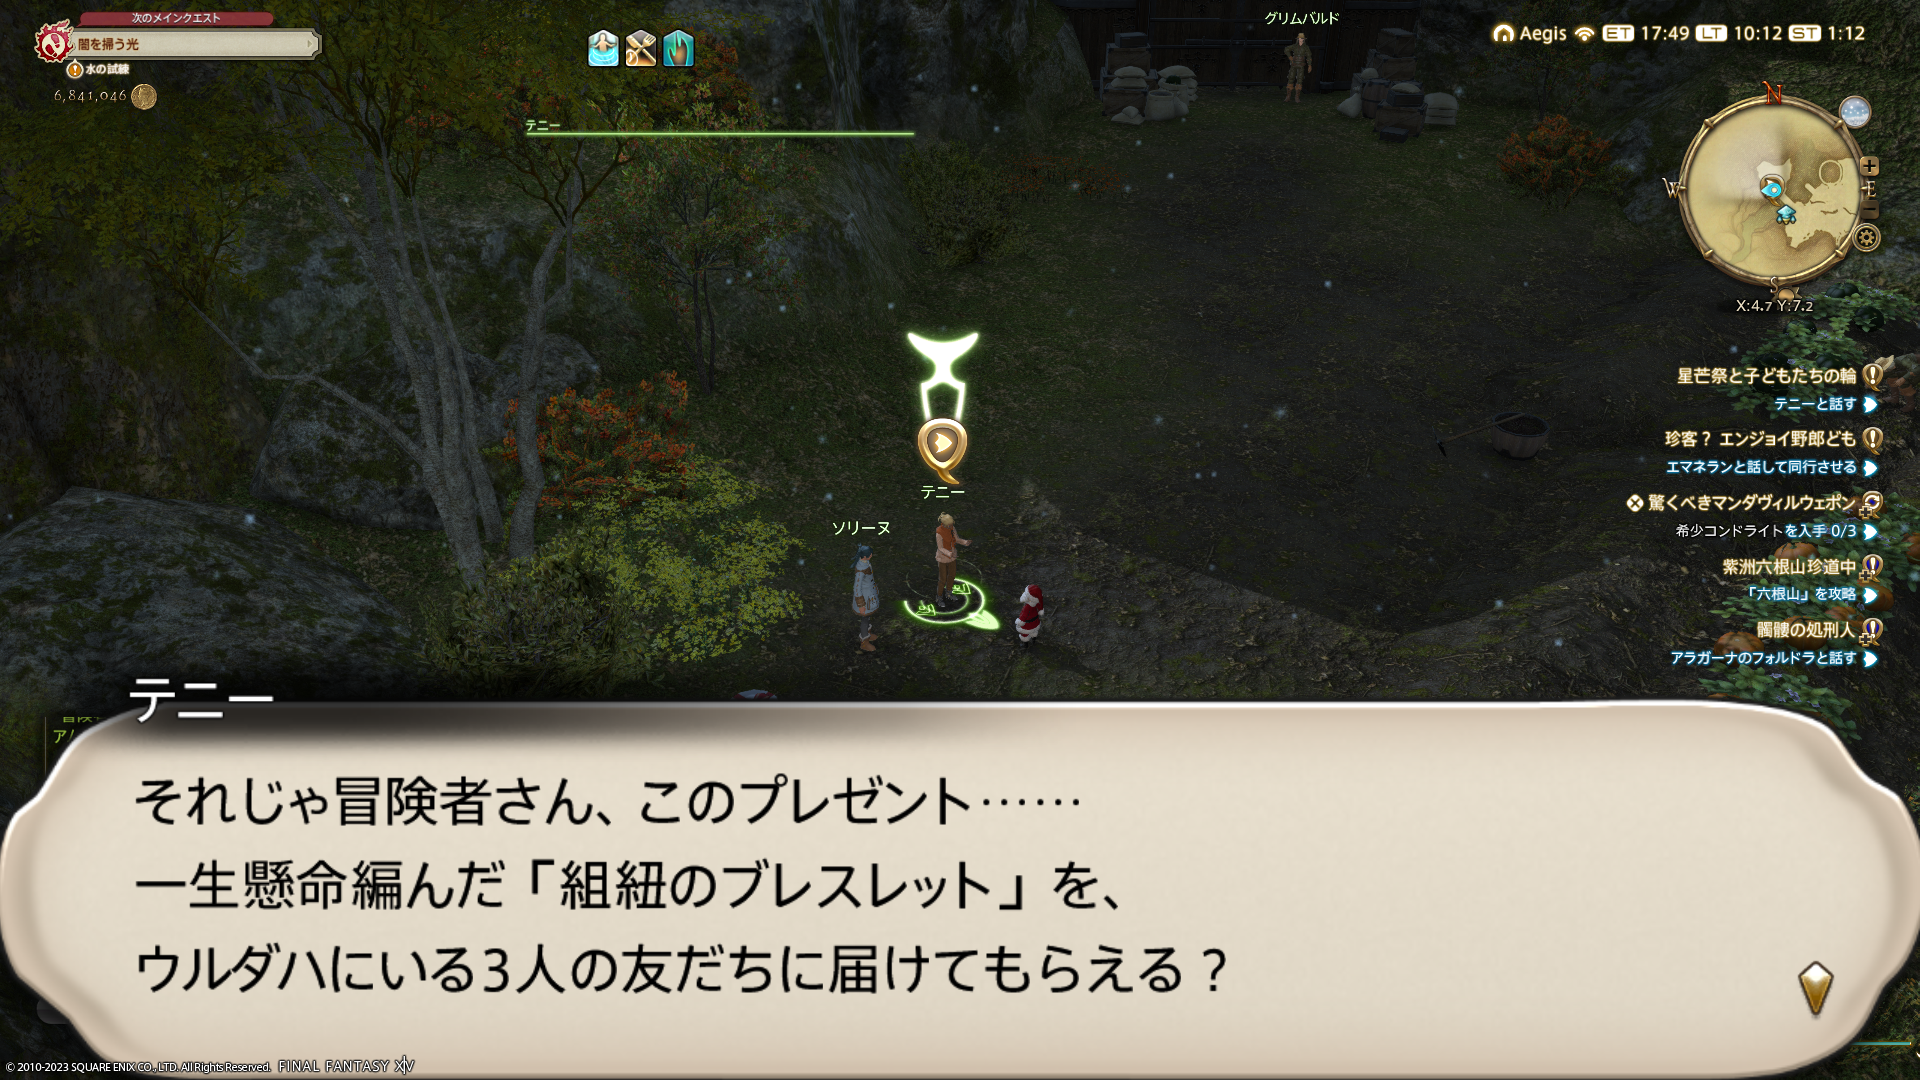 次のメインクエスト
闇を掃う光
水の試練
6,841,046
グリムバルド
Aegis ET 17:49 LT 10:12 ST 1:12
テニー
N
W
E
S
X:4.7 Y:7.2
星芒祭と子どもたちの輪
テニーと話す
珍客？ エンジョイ野郎ども
エマネランと話して同行させる
驚くべきマンダヴィルウェポン
希少コンドライトを入手 0/3
紫洲六根山珍道中
「六根山」を攻略
髑髏の処刑人
アラガーナのフォルドラと話す
テニー
ソリーヌ
テニー
それじゃ冒険者さん、このプレゼント……
一生懸命編んだ「組紐のブレスレット」を、
ウルダハにいる3人の友だちに届けてもらえる？
© 2010-2023 SQUARE ENIX CO., LTD. All Rights Reserved. FINAL FANTASY XIV